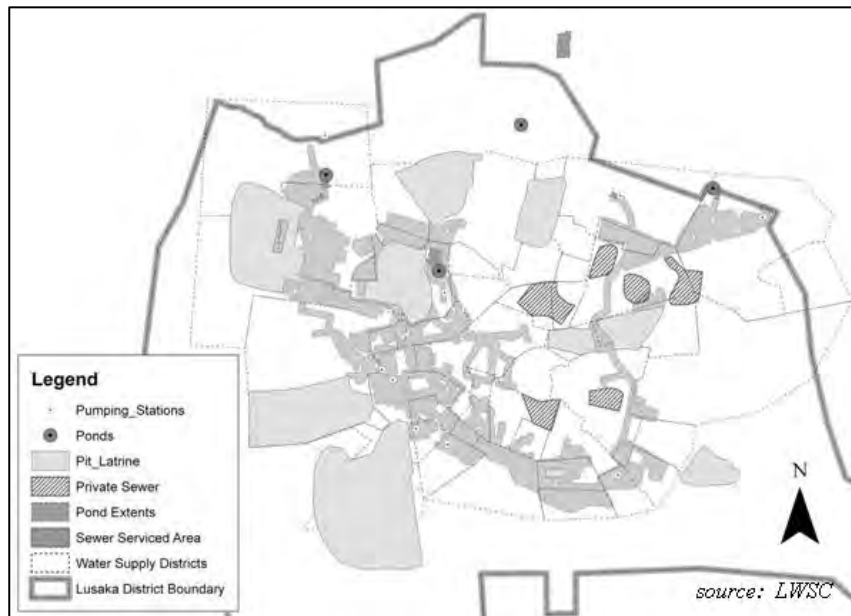 Legend
Pumping_Stations
Ponds
Pit_Latrine
Private Sewer
Pond Extents
Sewer Serviced Area
Water Supply Districts
Lusaka District Boundary
N
source: LWSC